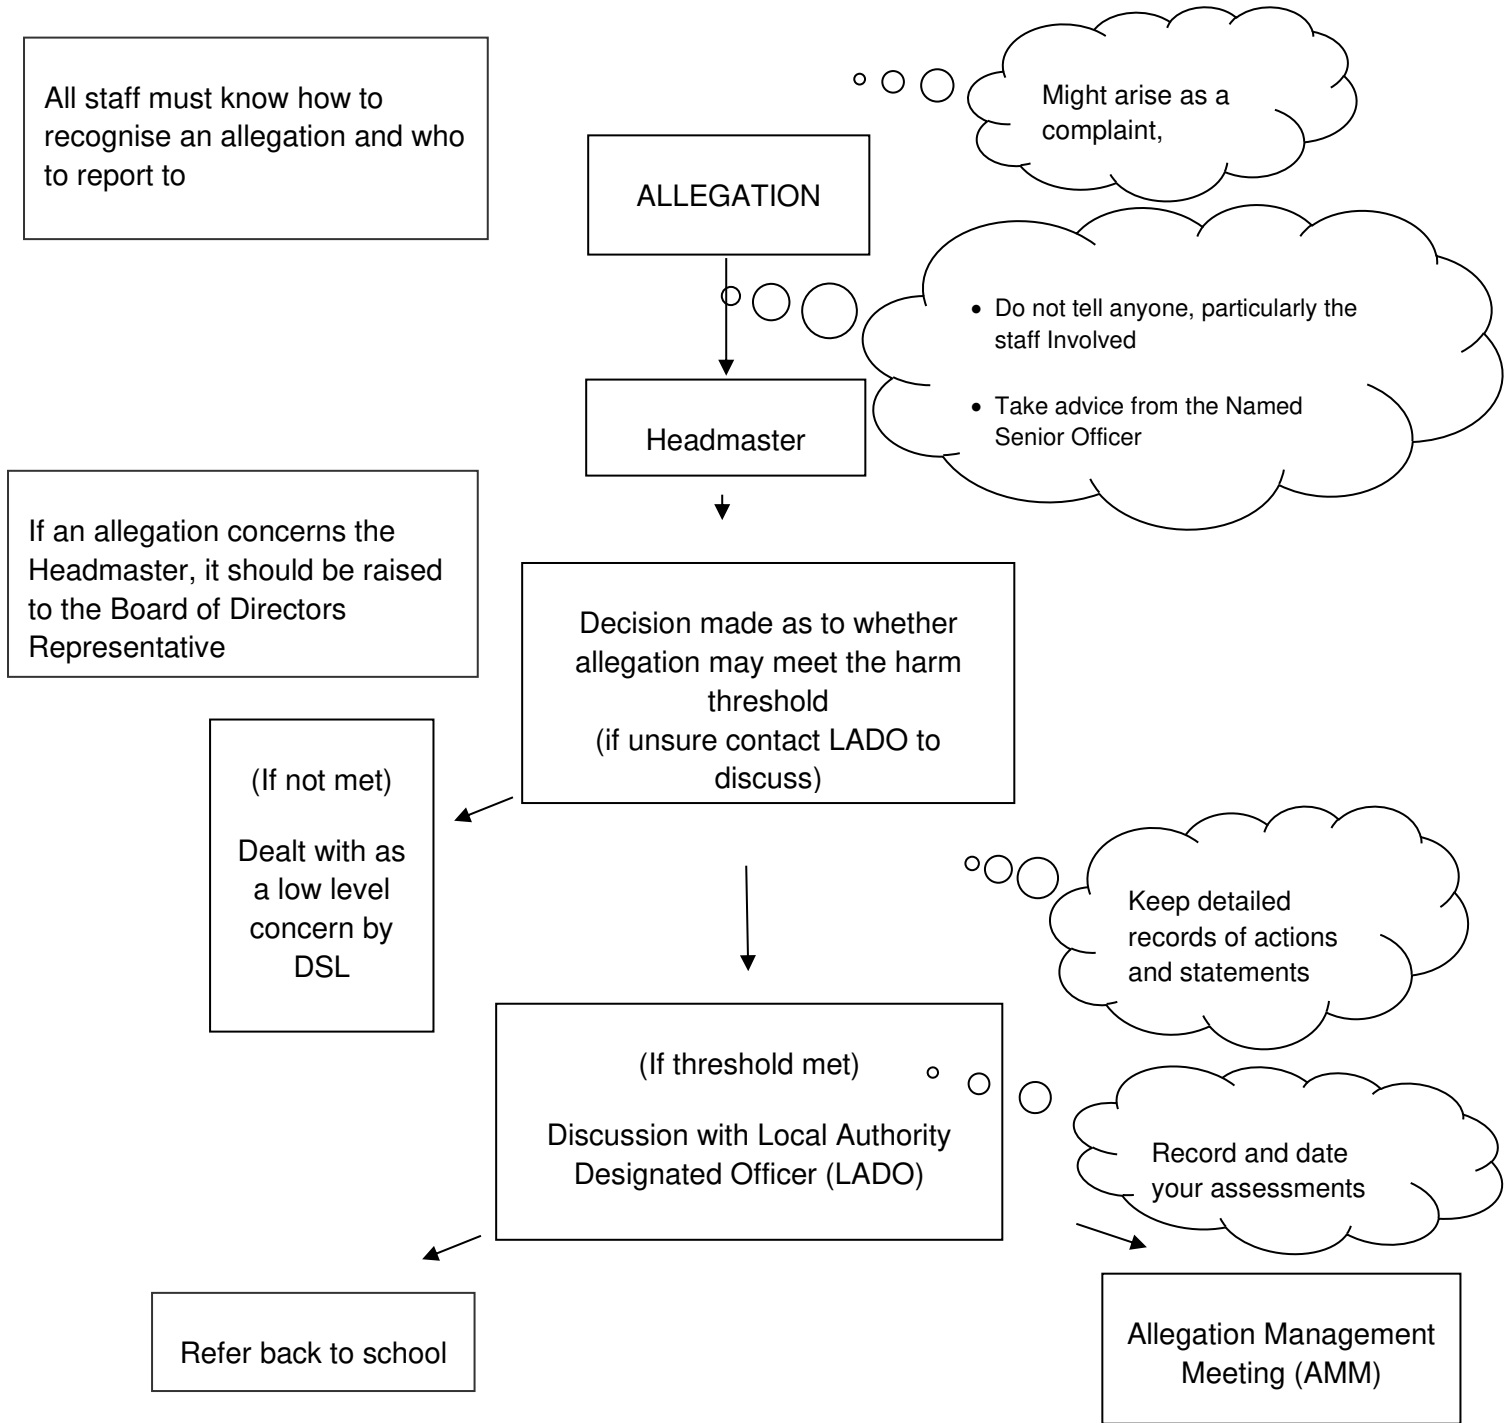 All staff must know how to
recognise an allegation and who
to report to
Might arise as a
complaint,
ALLEGATION
• Do not tell anyone, particularly the
staff Involved
• Take advice from the Named
Senior Officer
Headmaster
If an allegation concerns the
Headmaster, it should be raised
to the Board of Directors
Representative
Decision made as to whether
allegation may meet the harm
threshold
(if unsure contact LADO to
discuss)
(If not met)
Dealt with as
a low level
concern by
DSL
Keep detailed
records of actions
and statements
(If threshold met)
Discussion with Local Authority
Designated Officer (LADO)
Record and date
your assessments
Refer back to school
Allegation Management
Meeting (AMM)